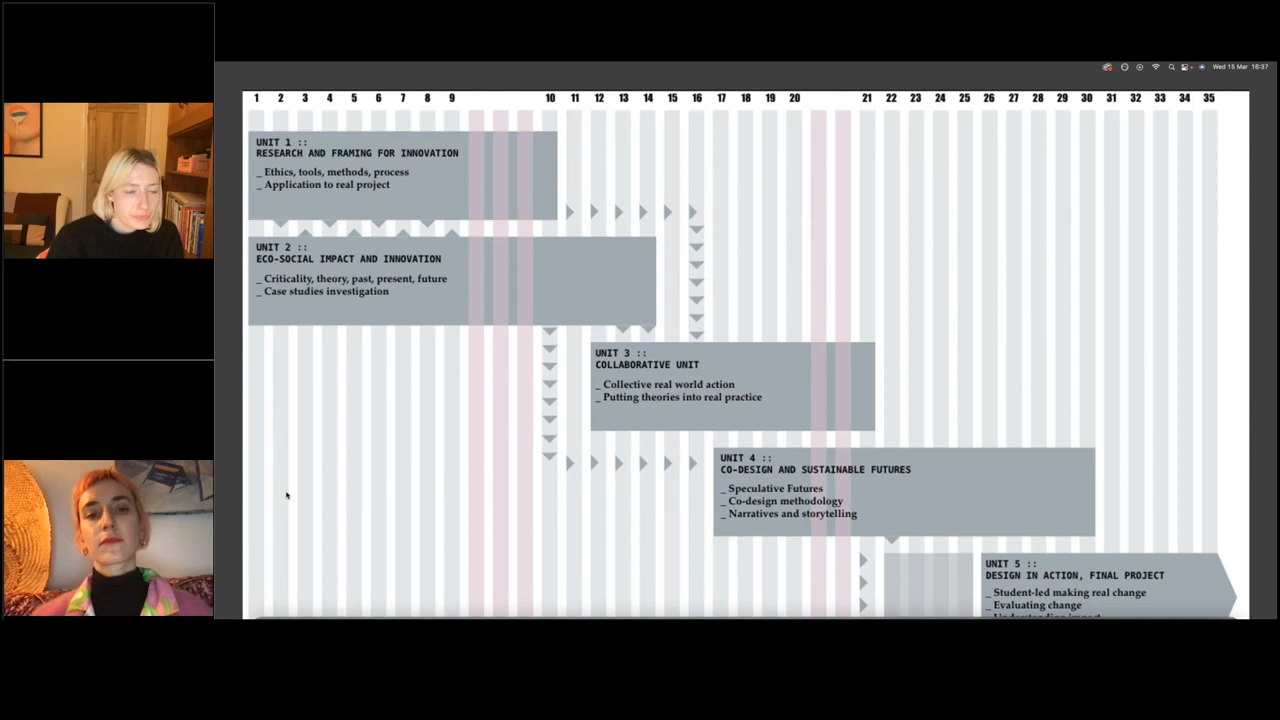 Wed 15 Mar 16:37
1 2 3 4 5 6 7 8 9 10 11 12 13 14 15 16 17 18 19 20 21 22 23 24 25 26 27 28 29 30 31 32 33 34 35
UNIT 1 ::
RESEARCH AND FRAMING FOR INNOVATION
_ Ethics, tools, methods, process
_ Application to real project
UNIT 2 ::
ECO-SOCIAL IMPACT AND INNOVATION
_ Criticality, theory, past, present, future
_ Case studies investigation
UNIT 3 ::
COLLABORATIVE UNIT
_ Collective real world action
_ Putting theories into real practice
UNIT 4 ::
CO-DESIGN AND SUSTAINABLE FUTURES
_ Speculative Futures
_ Co-design methodology
_ Narratives and storytelling
UNIT 5 ::
DESIGN IN ACTION, FINAL PROJECT
_ Student-led making real change
_ Evaluating change